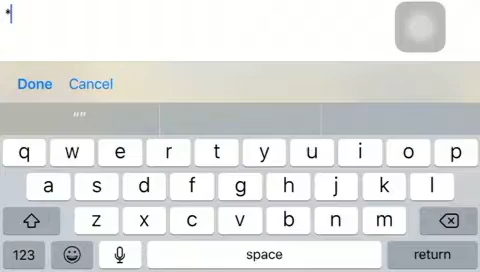 *
Done Cancel
“”
q w e r t y u i o p
a s d f g h j k l
z x c v b n m
123 space return